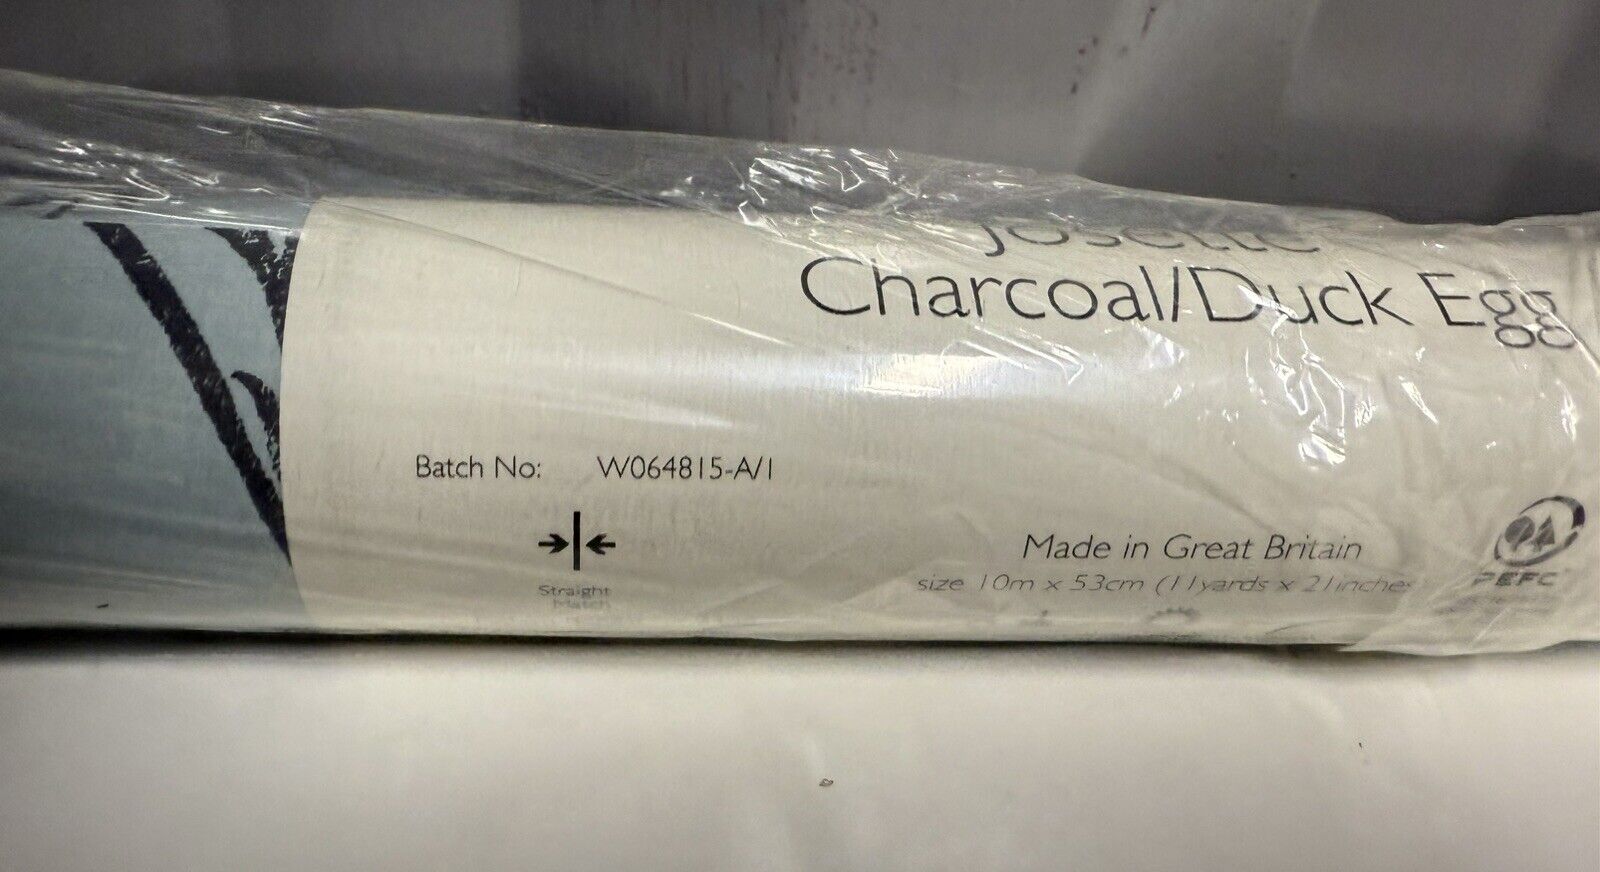 Josette
Charcoal/Duck Egg
Batch No: W064815-A/1
Straight
Match
Made in Great Britain
size 10m x 53cm (11yards x 21inches
PEFC